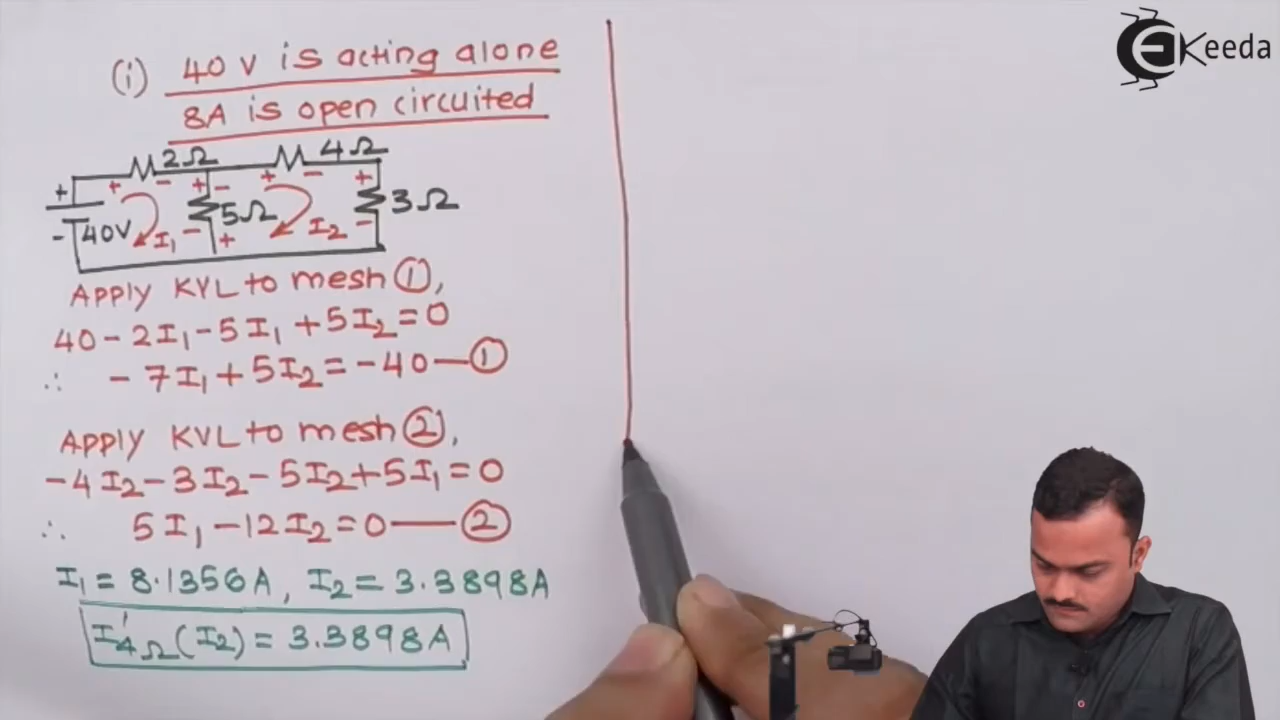 EKeeda
(i) 40 V is acting alone
8A is open circuited
2Ω 4Ω
+ + - + - + - +
40V 5Ω 3Ω
- I₁ - + I₂ -
Apply KVL to mesh ①,
40 - 2I₁ - 5I₁ + 5I₂ = 0
∴ - 7I₁ + 5I₂ = -40 — ①
Apply KVL to mesh ②,
-4I₂ - 3I₂ - 5I₂ + 5I₁ = 0
∴ 5I₁ - 12I₂ = 0 — ②
I₁ = 8.1356A, I₂ = 3.3898A
I'₄Ω (I₂) = 3.3898A